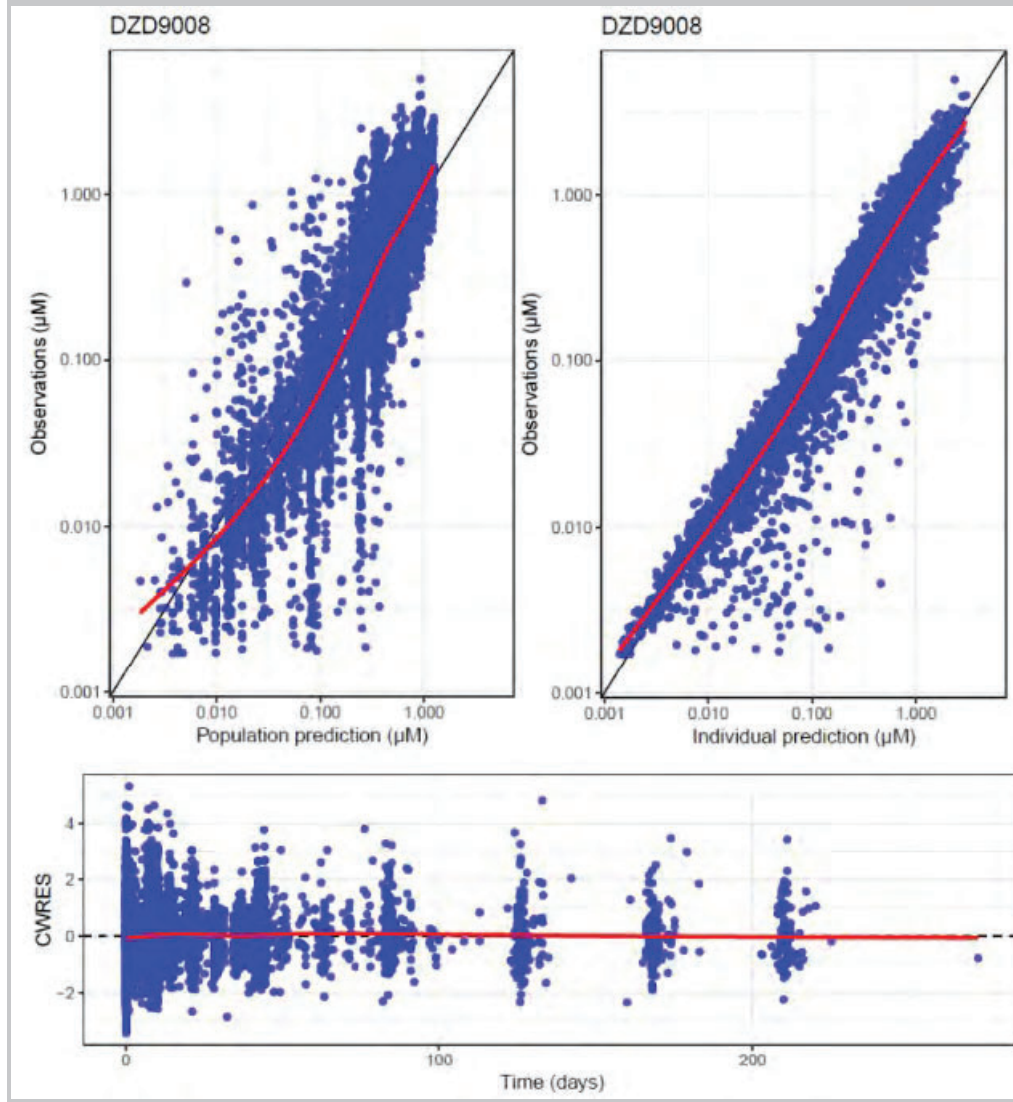 DZD9008
DZD9008
Observations (µM)
1.000
0.100
0.010
0.001
0.001 0.010 0.100 1.000
Population prediction (µM)
Observations (µM)
1.000
0.100
0.010
0.001
0.001 0.010 0.100 1.000
Individual prediction (µM)
CWRES
4
2
0
−2
0 100 200
Time (days)